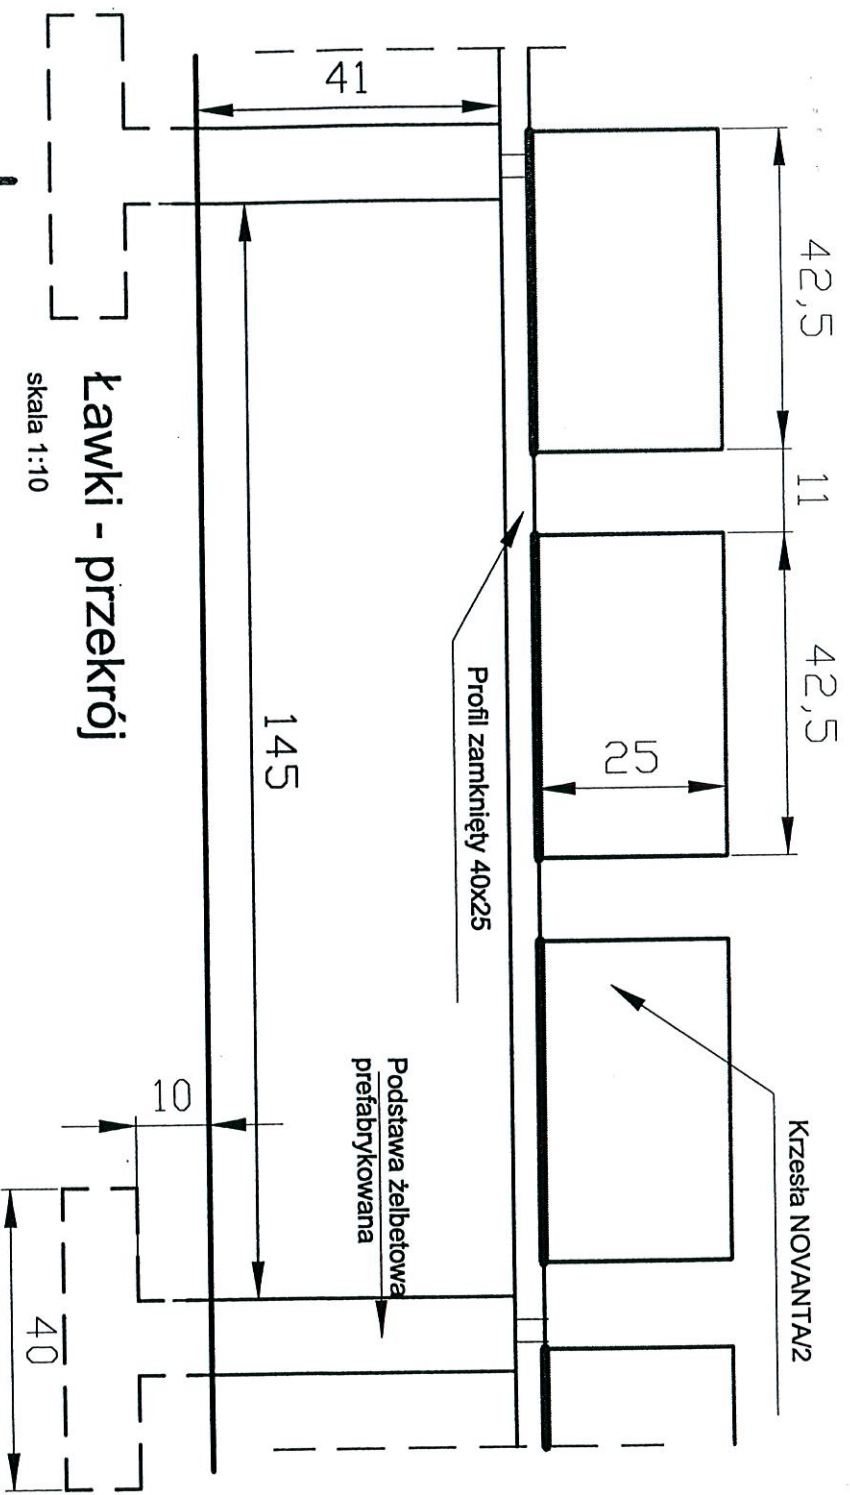 42,5
11
42,5
25
Krzesła NOVANTA/2
Profil zamknięty 40x25
41
145
Podstawa żelbetowa
prefabrykowana
10
40
Ławki - przekrój
skala 1:10